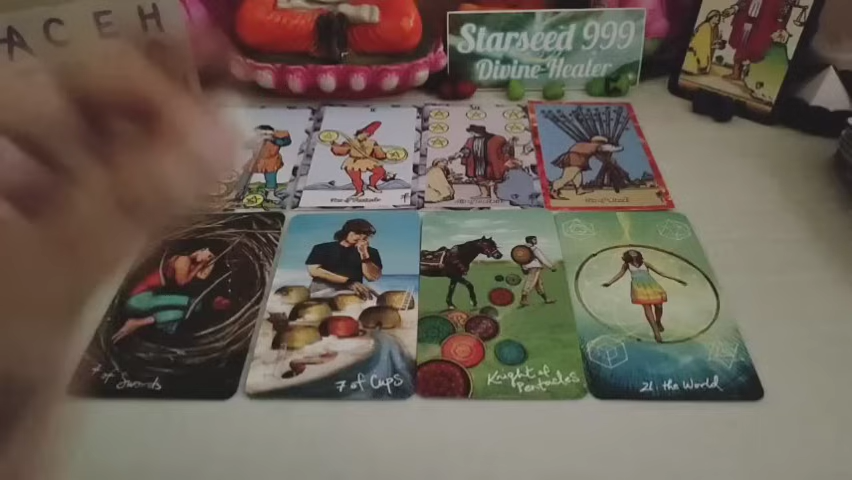 ACEH
Starseed 999
Divine-Healer
7 of Swords
7 of Cups
Knight of
Pentacles
21. the World